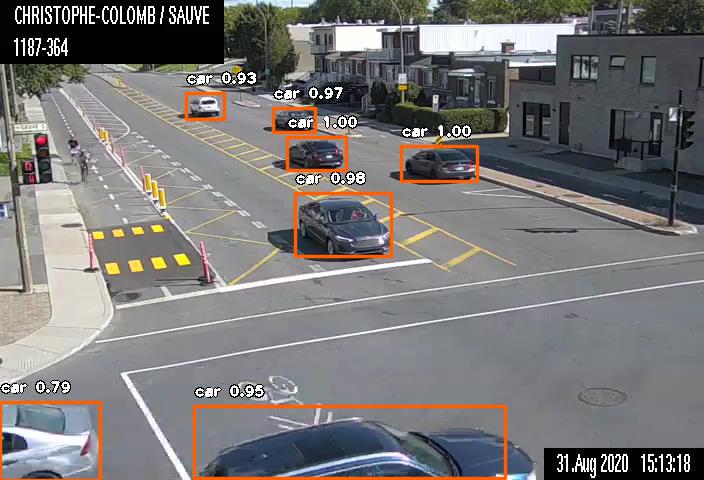 CHRISTOPHE-COLOMB / SAUVE
1187-364
car 0.93
car 0.97
car 1.00
car 1.00
SAUVE
car 0.98
car 0.79
car 0.95
31.Aug 2020 15:13:18